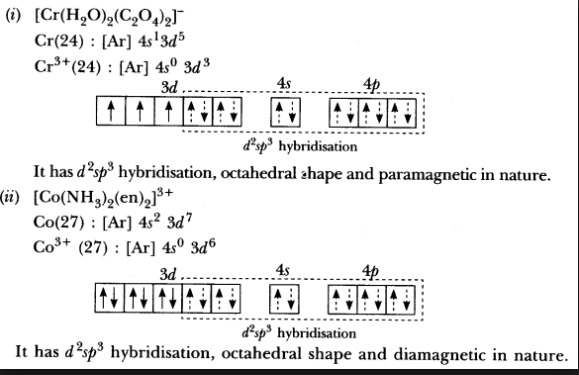 (i) [Cr(H₂O)₂(C₂O₄)₂]⁻
Cr(24) : [Ar] 4s¹3d⁵
Cr³⁺(24) : [Ar] 4s⁰ 3d³
3d 4s 4p
d²sp³ hybridisation
It has d²sp³ hybridisation, octahedral shape and paramagnetic in nature.
(ii) [Co(NH₃)₂(en)₂]³⁺
Co(27) : [Ar] 4s² 3d⁷
Co³⁺ (27) : [Ar] 4s⁰ 3d⁶
3d 4s 4p
d²sp³ hybridisation
It has d²sp³ hybridisation, octahedral shape and diamagnetic in nature.